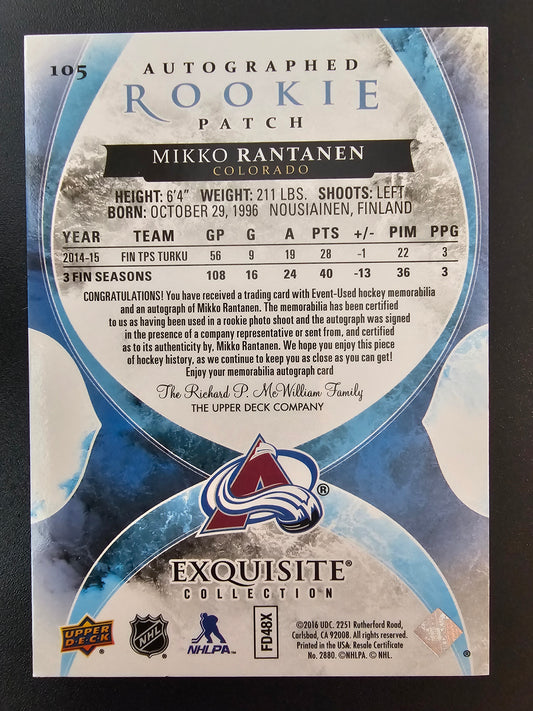 105
AUTOGRAPHED
ROOKIE
PATCH
MIKKO RANTANEN
COLORADO
HEIGHT: 6'4" WEIGHT: 211 LBS. SHOOTS: LEFT
BORN: OCTOBER 29, 1996 NOUSIAINEN, FINLAND
YEAR TEAM GP G A PTS +/- PIM PPG
2014-15 FIN TPS TURKU 56 9 19 28 -1 22 3
3 FIN SEASONS 108 16 24 40 -13 36 3
CONGRATULATIONS! You have received a trading card with Event-Used hockey memorabilia
and an autograph of Mikko Rantanen. The memorabilia has been certified
to us as having been used in a rookie photo shoot and the autograph was signed
in the presence of a company representative or sent from, and certified
as to its authenticity by, Mikko Rantanen. We hope you enjoy this piece
of hockey history, as we continue to keep you as close as you can get!
Enjoy your memorabilia autograph card
The Richard P. McWilliam Family
THE UPPER DECK COMPANY
A ®
EXQUISITE®
COLLECTION
UPPER DECK ®
NHL ®
NHLPA ™
FD48X
©2016 UDC. 2251 Rutherford Road,
Carlsbad, CA 92008. All rights reserved.
Printed in the USA. Resale Certificate
No. 2880. ©NHLPA. © NHL.
®